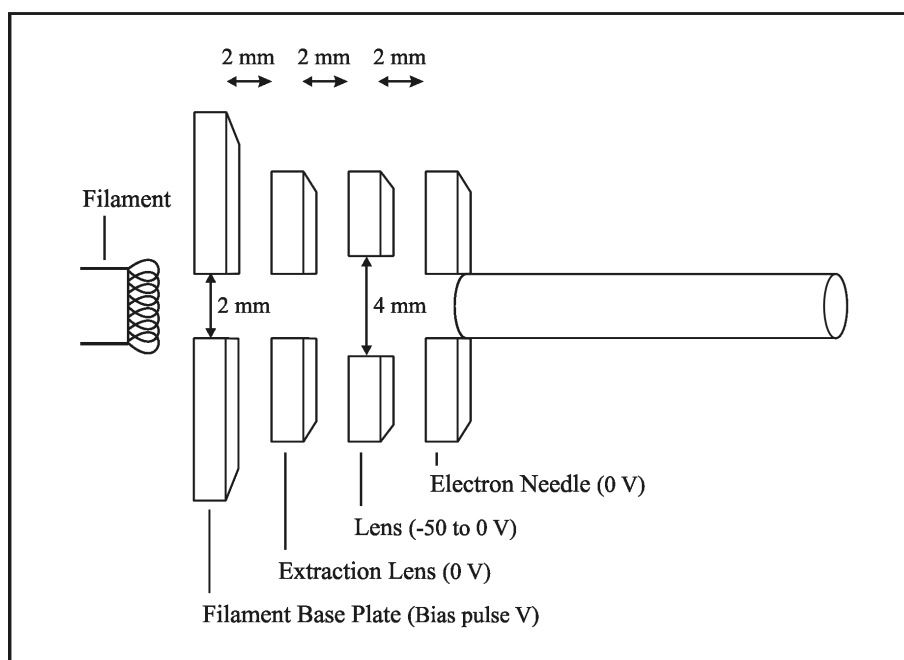 2 mm 2 mm 2 mm
Filament
2 mm
4 mm
Electron Needle (0 V)
Lens (-50 to 0 V)
Extraction Lens (0 V)
Filament Base Plate (Bias pulse V)